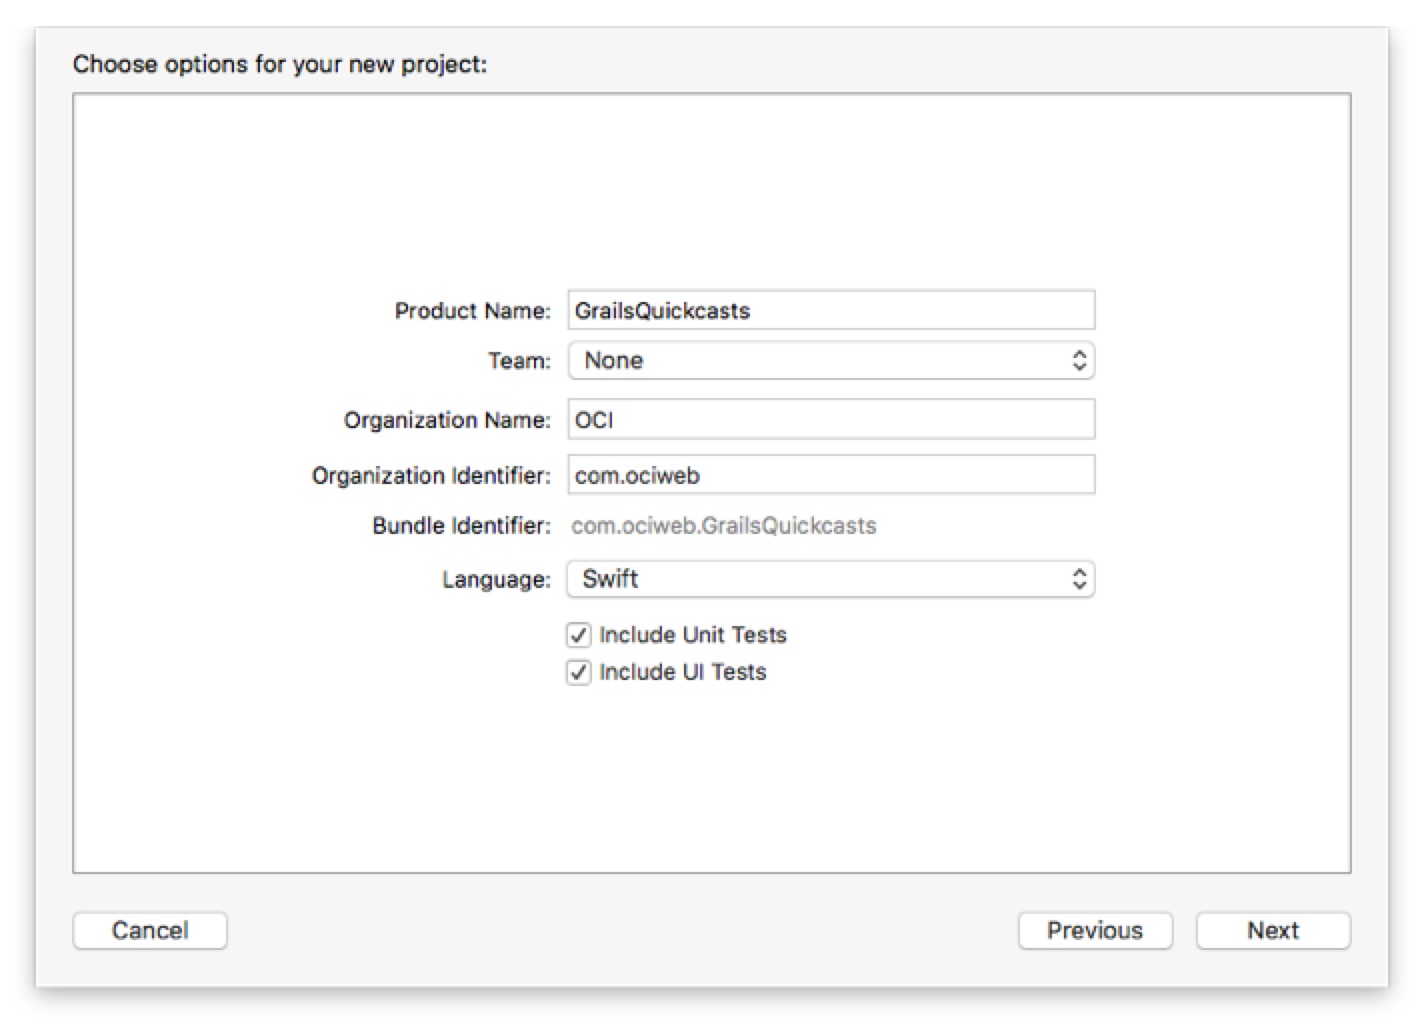 Choose options for your new project:
Product Name: GrailsQuickcasts
Team: None
Organization Name: OCI
Organization Identifier: com.ociweb
Bundle Identifier: com.ociweb.GrailsQuickcasts
Language: Swift
Include Unit Tests
Include UI Tests
Cancel Previous Next